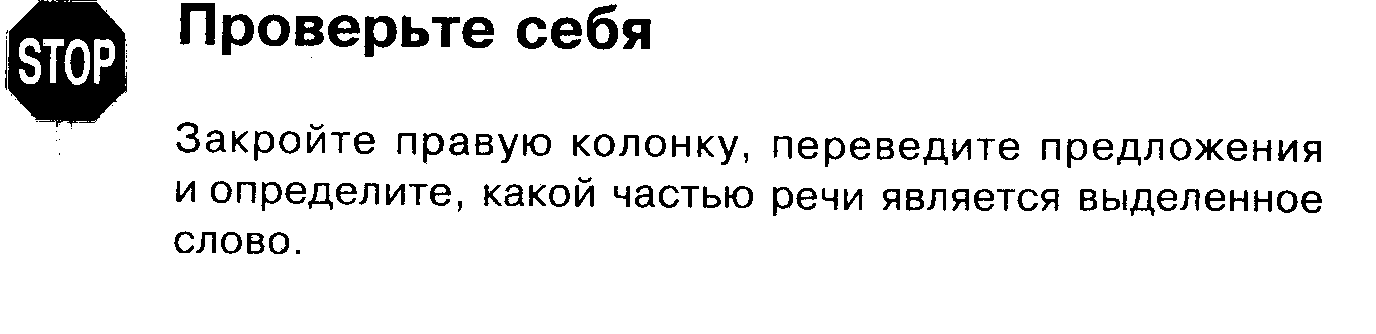 STOP
Проверьте себя
Закройте правую колонку, переведите предложения
и определите, какой частью речи является выделенное
слово.